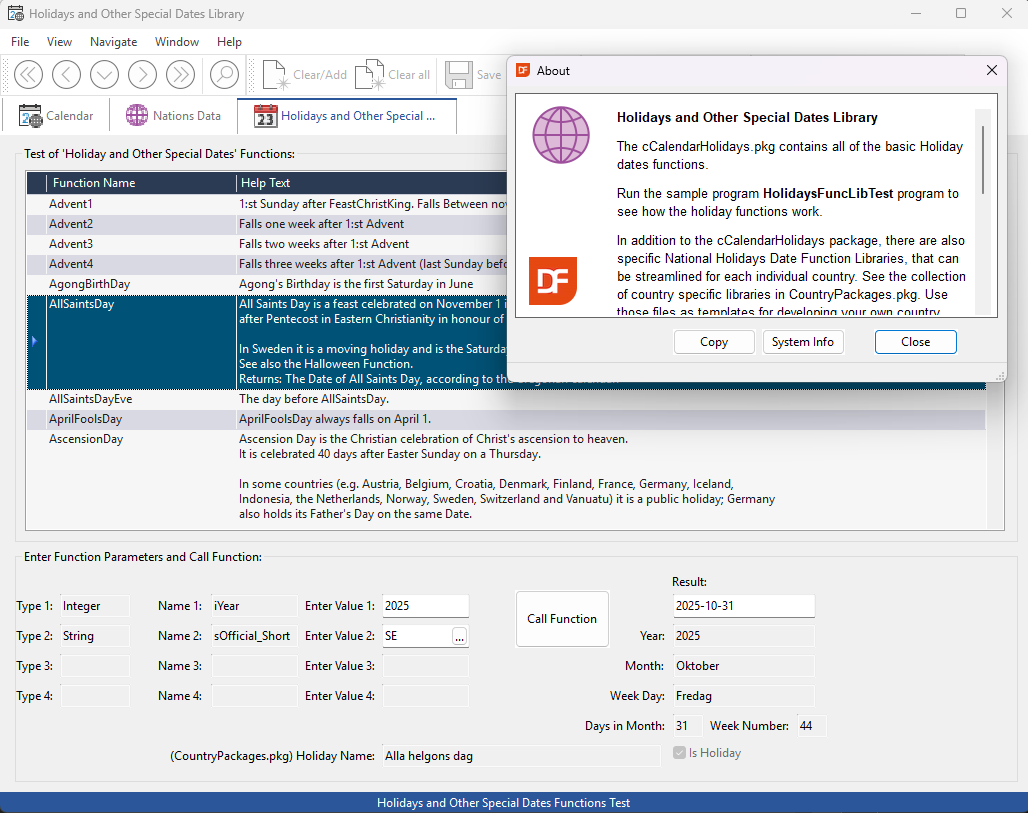 Holidays and Other Special Dates Library
File View Navigate Window Help
Clear/Add Clear all Save
Calendar Nations Data Holidays and Other Special ...
Test of 'Holiday and Other Special Dates' Functions:
Function Name Help Text
Advent1 1:st Sunday after FeastChristKing. Falls Between
Advent2 Falls one week after 1:st Advent
Advent3 Falls two weeks after 1:st Advent
Advent4 Falls three weeks after 1:st Advent (last Sunday
AgongBirthDay Agong's Birthday is the first Saturday in June
AllSaintsDay All Saints Day is a feast celebrated on November 1
after Pentecost in Eastern Christianity in honour of
In Sweden it is a moving holiday and is the Saturday
See also the Halloween Function.
Returns: The Date of All Saints Day, according to the
AllSaintsDayEve The day before AllSaintsDay.
AprilFoolsDay AprilFoolsDay always falls on April 1.
AscensionDay Ascension Day is the Christian celebration of Christ's ascension to heaven.
It is celebrated 40 days after Easter Sunday on a Thursday.
In some countries (e.g. Austria, Belgium, Croatia, Denmark, Finland, France, Germany, Iceland,
Indonesia, the Netherlands, Norway, Sweden, Switzerland and Vanuatu) it is a public holiday; Germany
also holds its Father's Day on the same Date.
About
Holidays and Other Special Dates Library
The cCalendarHolidays.pkg contains all of the basic Holiday
dates functions.
Run the sample program HolidaysFuncLibTest program to
see how the holiday functions work.
In addition to the cCalendarHolidays package, there are also
specific National Holidays Date Function Libraries, that can
be streamlined for each individual country. See the collection
of country specific libraries in CountryPackages.pkg. Use
those files as templates for developing your own country
DF
Copy System Info Close
Enter Function Parameters and Call Function:
Result:
Type 1: Integer Name 1: iYear Enter Value 1: 2025 Call Function 2025-10-31
Type 2: String Name 2: sOfficial_Short Enter Value 2: SE ... Year: 2025
Type 3: Name 3: Enter Value 3: Month: Oktober
Type 4: Name 4: Enter Value 4: Week Day: Fredag
Days in Month: 31 Week Number: 44
(CountryPackages.pkg) Holiday Name: Alla helgons dag Is Holiday
Holidays and Other Special Dates Functions Test